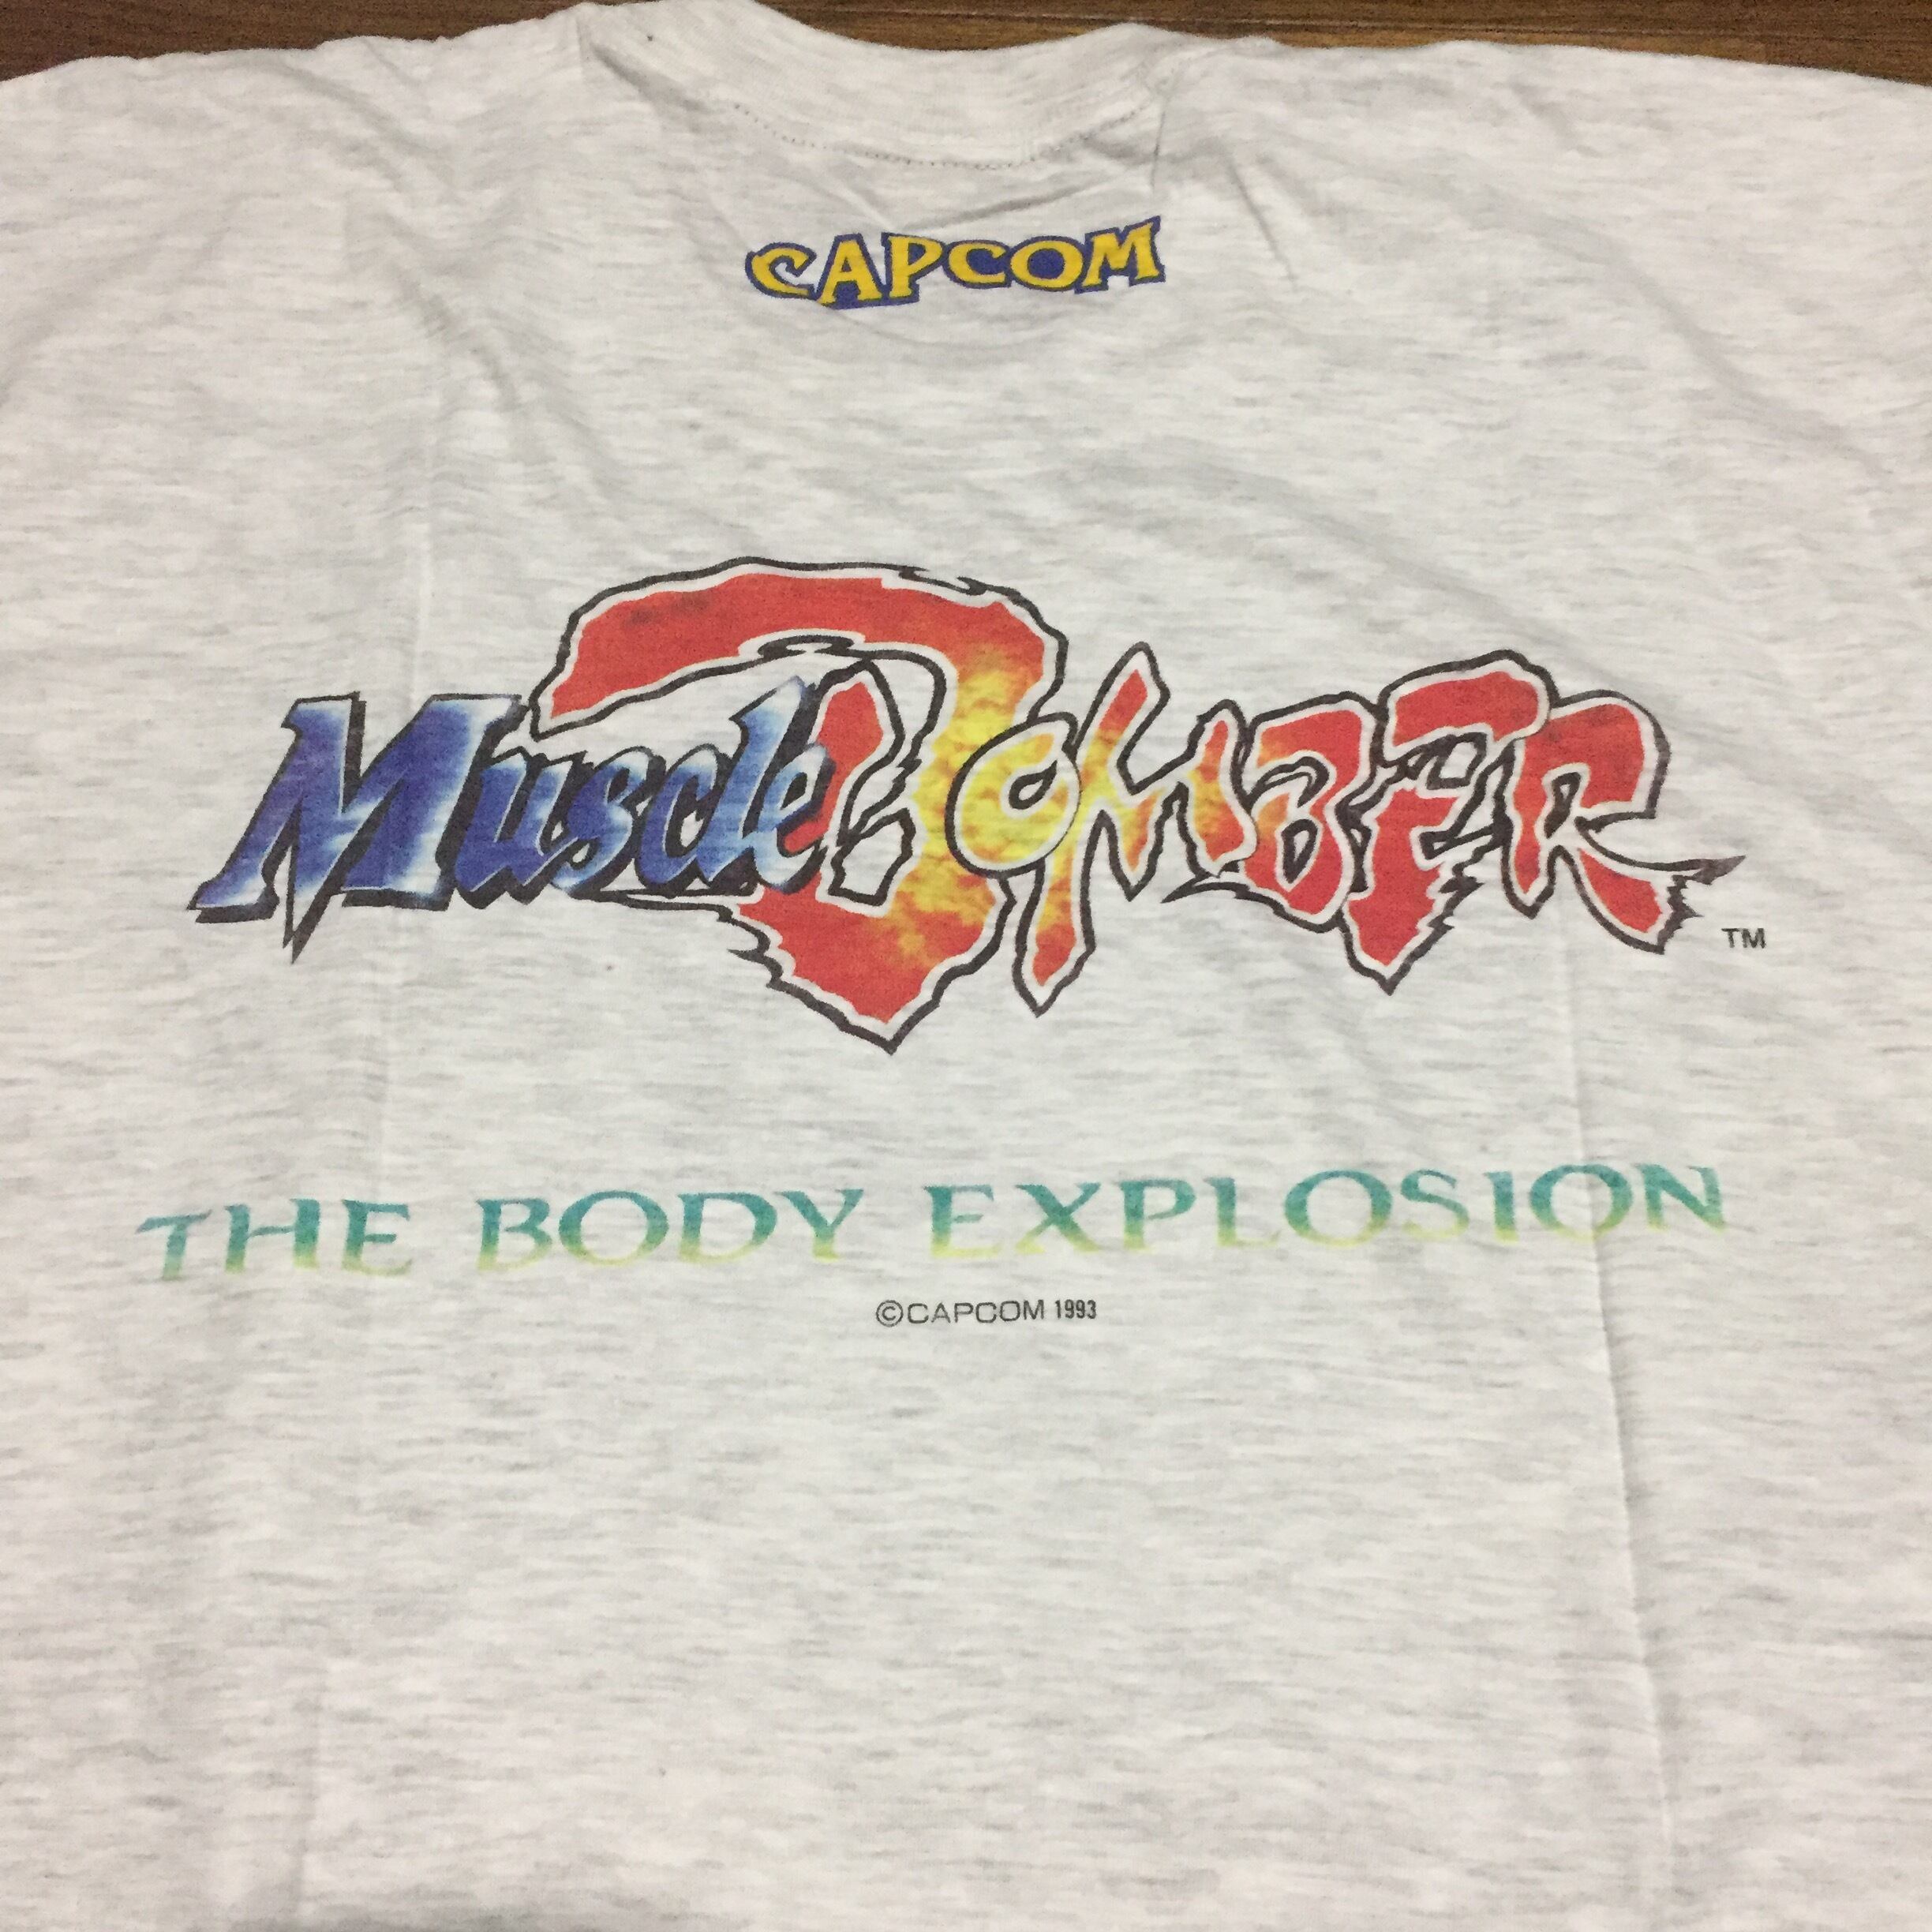 CAPCOM
Muscle BOMBER TM
THE BODY EXPLOSION
©CAPCOM 1993